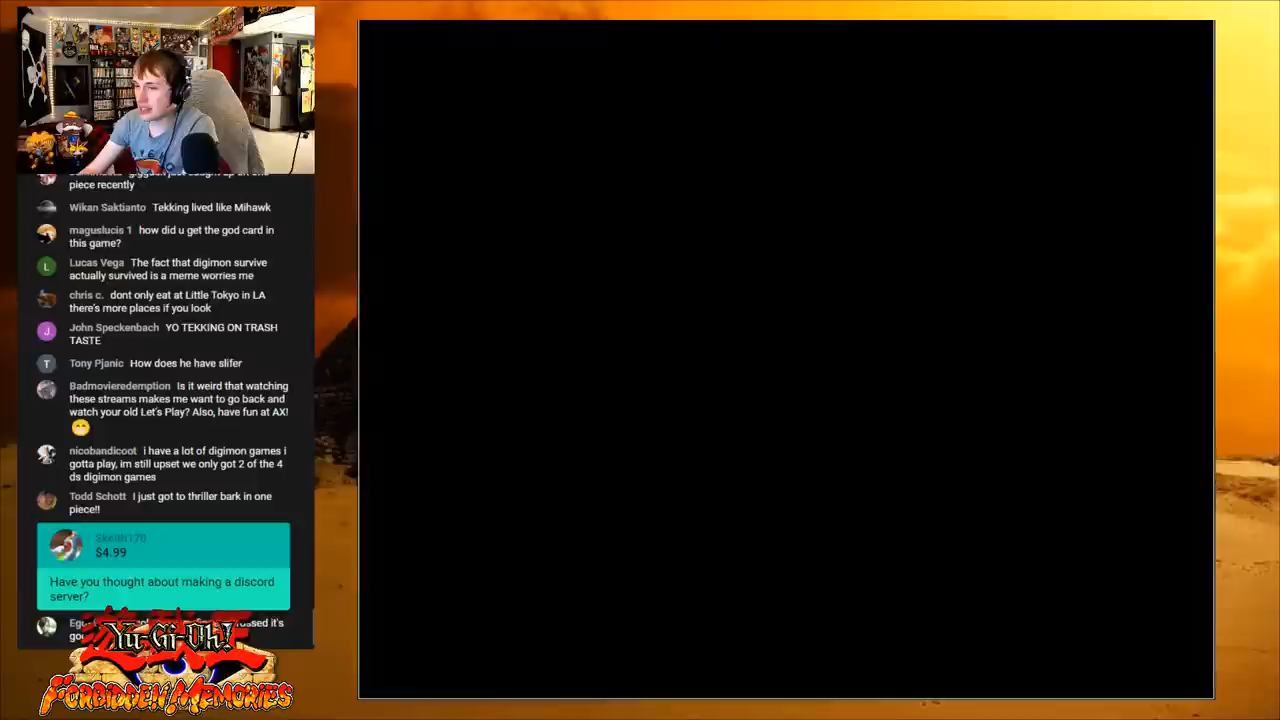 piece recently
Wikan Saktianto Tekking lived like Mihawk
maguslucis 1 how did u get the god card in
this game?
L
Lucas Vega The fact that digimon survive
actually survived is a meme worries me
chris c. dont only eat at Little Tokyo in LA
there's more places if you look
J
John Speckenbach YO TEKKING ON TRASH
TASTE
T
Tony Pjanic How does he have slifer
Badmovieredemption Is it weird that watching
these streams makes me want to go back and
watch your old Let's Play? Also, have fun at AX!
nicobandicoot i have a lot of digimon games i
gotta play, im still upset we only got 2 of the 4
ds digimon games
Todd Schott I just got to thriller bark in one
piece!!
Skeith170
$4.99
Have you thought about making a discord
server?
it's
Yu-Gi-Oh!
FORBIDDEN MEMORIES